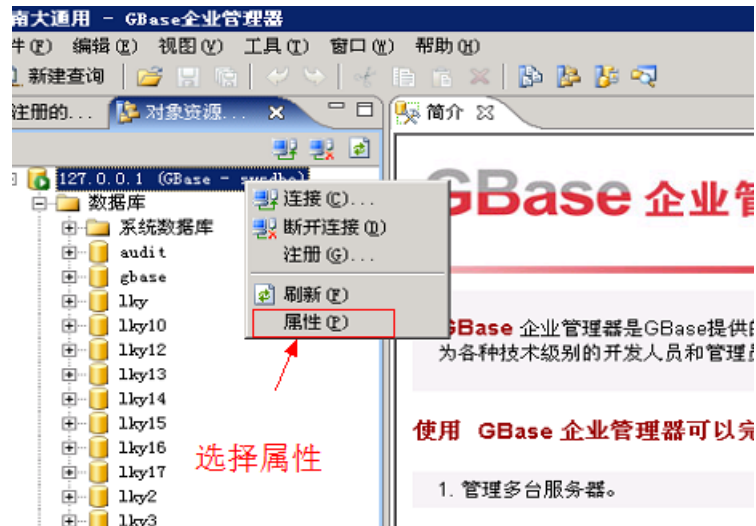 南大通用 - GBase企业管理器
件(F) 编辑(E) 视图(V) 工具(T) 窗口(W) 帮助(H)
新建查询
注册的... 对象资源... 简介
127.0.0.1 (GBase - sysdba)
数据库
系统数据库
audit
gbase
lky
lky10
lky12
lky13
lky14
lky15
lky16
lky17
lky2
lky3
连接(C)...
断开连接(D)
注册(G)...
刷新(F)
属性(P)
选择属性
GBase 企业管
GBase 企业管理器是GBase提供的
为各种技术级别的开发人员和管理员
使用 GBase 企业管理器可以完
1. 管理多台服务器。